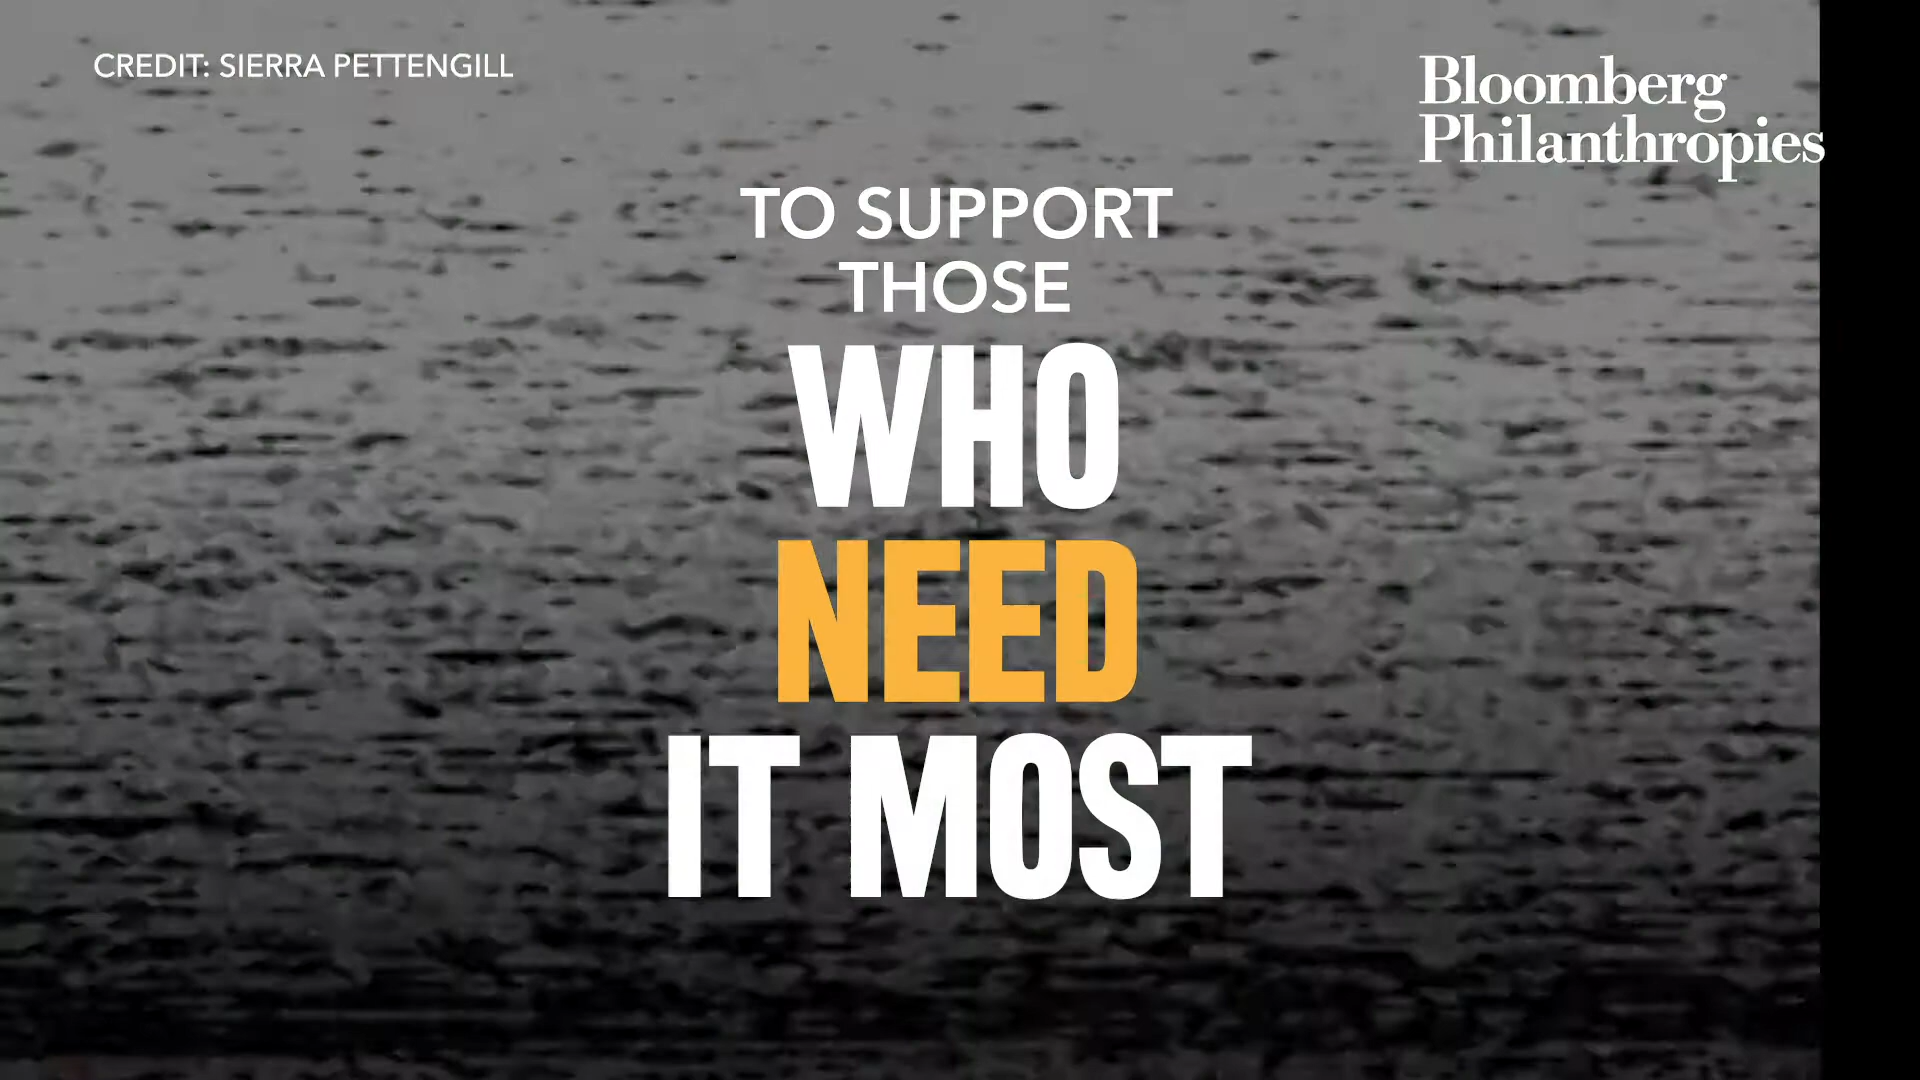 CREDIT: SIERRA PETTENGILL
Bloomberg
Philanthropies
TO SUPPORT
THOSE
WHO
NEED
IT MOST